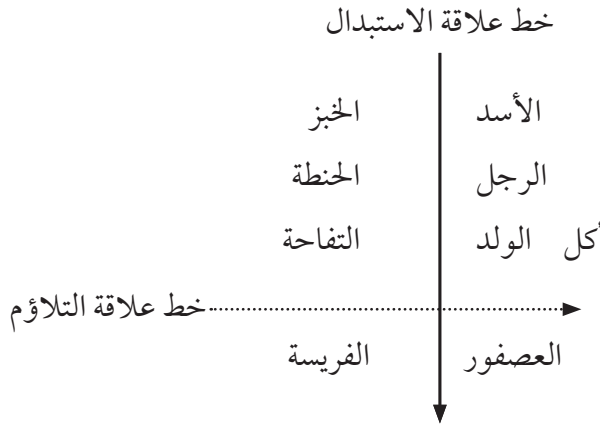 خط علاقة الاستبدال
الأسد الخبز
الرجل الحنطة
أكل الولد التفاحة
خط علاقة التلاؤم
العصفور الفريسة